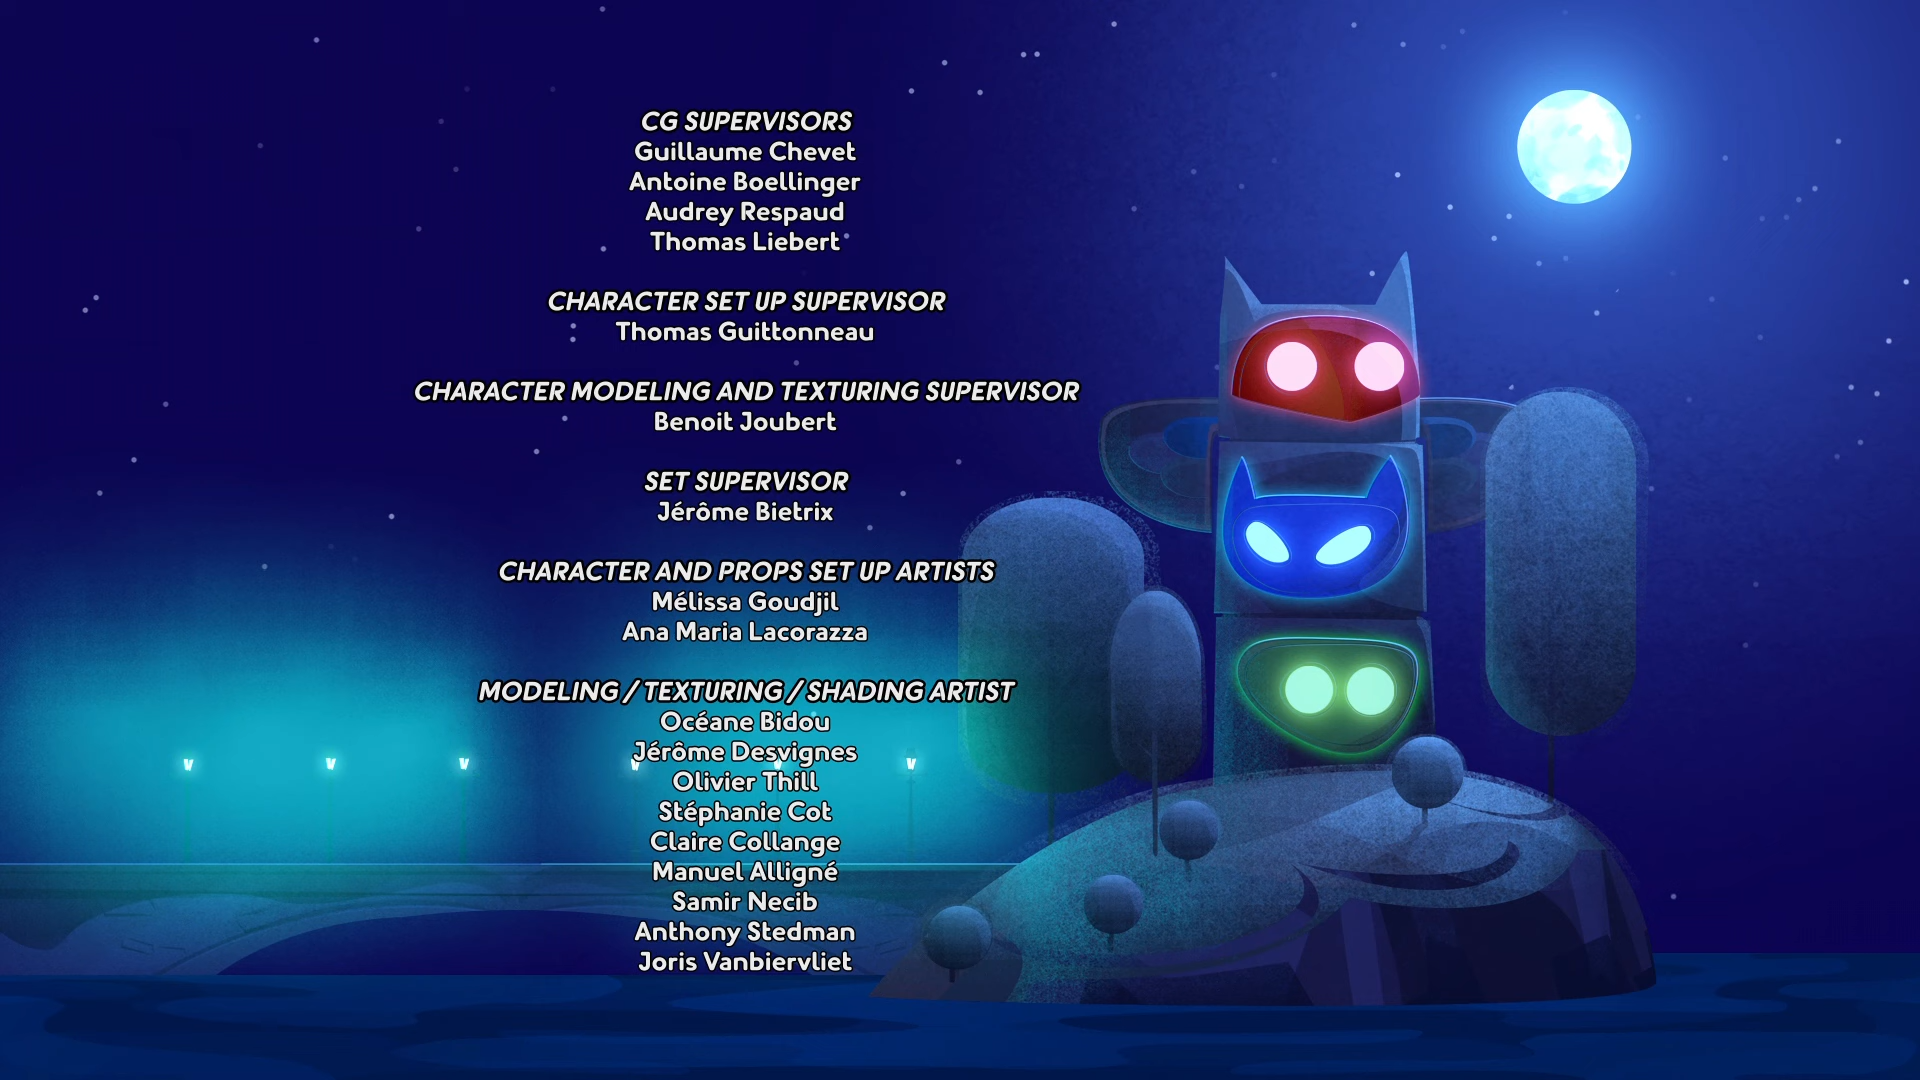 CG SUPERVISORS
Guillaume Chevet
Antoine Boellinger
Audrey Respaud
Thomas Liebert
CHARACTER SET UP SUPERVISOR
Thomas Guittonneau
CHARACTER MODELING AND TEXTURING SUPERVISOR
Benoit Joubert
SET SUPERVISOR
Jérôme Bietrix
CHARACTER AND PROPS SET UP ARTISTS
Mélissa Goudjil
Ana Maria Lacorazza
MODELING / TEXTURING / SHADING ARTIST
Océane Bidou
Jérôme Desvignes
Olivier Thill
Stéphanie Cot
Claire Collange
Manuel Alligné
Samir Necib
Anthony Stedman
Joris Vanbiervliet